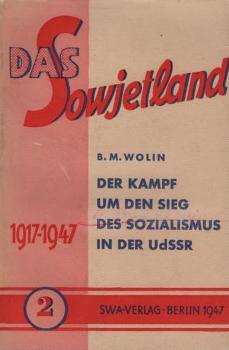 DAS
Sowjetland
B. M. WOLIN
DER KAMPF
UM DEN SIEG
DES SOZIALISMUS
IN DER UdSSR
1917-1947
2
SWA-VERLAG · BERLIN 1947